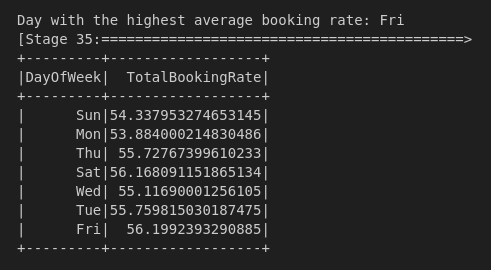 Day with the highest average booking rate: Fri
[Stage 35:===========================================>
+---------+------------------+
|DayOfWeek|  TotalBookingRate|
+---------+------------------+
|      Sun|54.337953274653145|
|      Mon|53.884000214830486|
|      Thu| 55.72767399610233|
|      Sat|56.168091151865134|
|      Wed| 55.11690001256105|
|      Tue|55.759815030187475|
|      Fri|  56.1992393290885|
+---------+------------------+